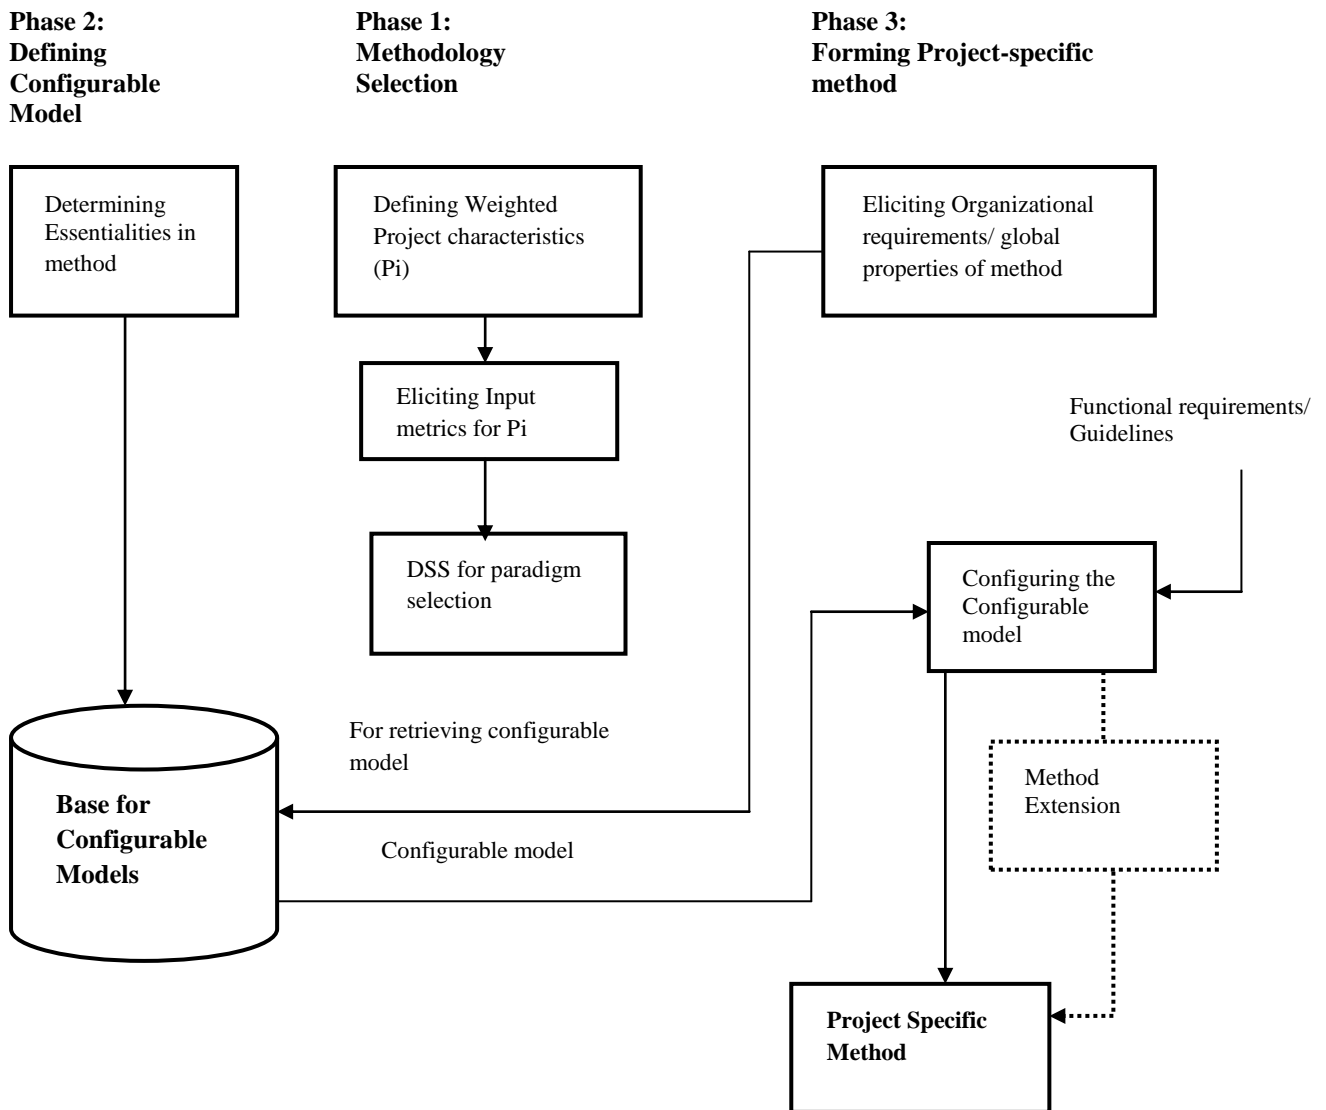 Phase 2:
Defining
Configurable
Model
Phase 1:
Methodology
Selection
Phase 3:
Forming Project-specific
method
Determining
Essentialities in
method
Defining Weighted
Project characteristics
(Pi)
Eliciting Organizational
requirements/ global
properties of method
Eliciting Input
metrics for Pi
Functional requirements/
Guidelines
DSS for paradigm
selection
Configuring the
Configurable
model
For retrieving configurable
model
Method
Extension
Base for
Configurable
Models
Configurable model
Project Specific
Method